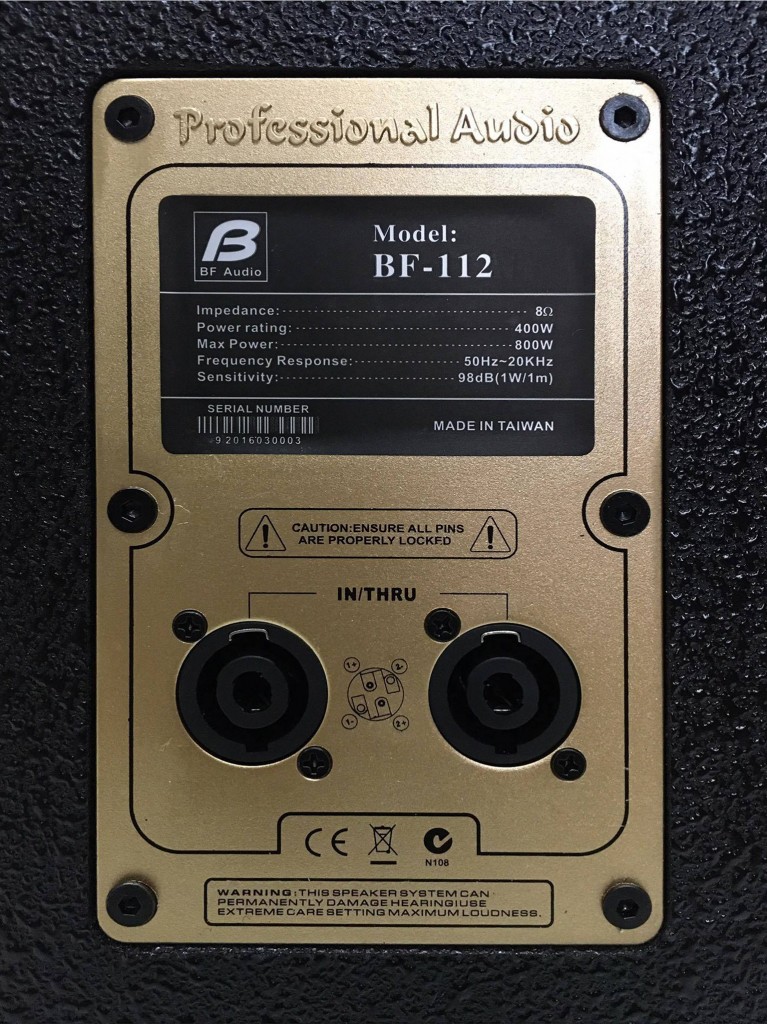 Professional Audio
B
BF Audio
Model:
BF-112
Impedance: 8Ω
Power rating: 400W
Max Power: 800W
Frequency Response: 50Hz~20KHz
Sensitivity: 98dB(1W/1m)
SERIAL NUMBER
92016030003
MADE IN TAIWAN
CAUTION:ENSURE ALL PINS
ARE PROPERLY LOCKED
IN/THRU
1+ 2-
1- 2+
CE
N108
WARNING: THIS SPEAKER SYSTEM CAN
PERMANENTLY DAMAGE HEARING!USE
EXTREME CARE SETTING MAXIMUM LOUDNESS.